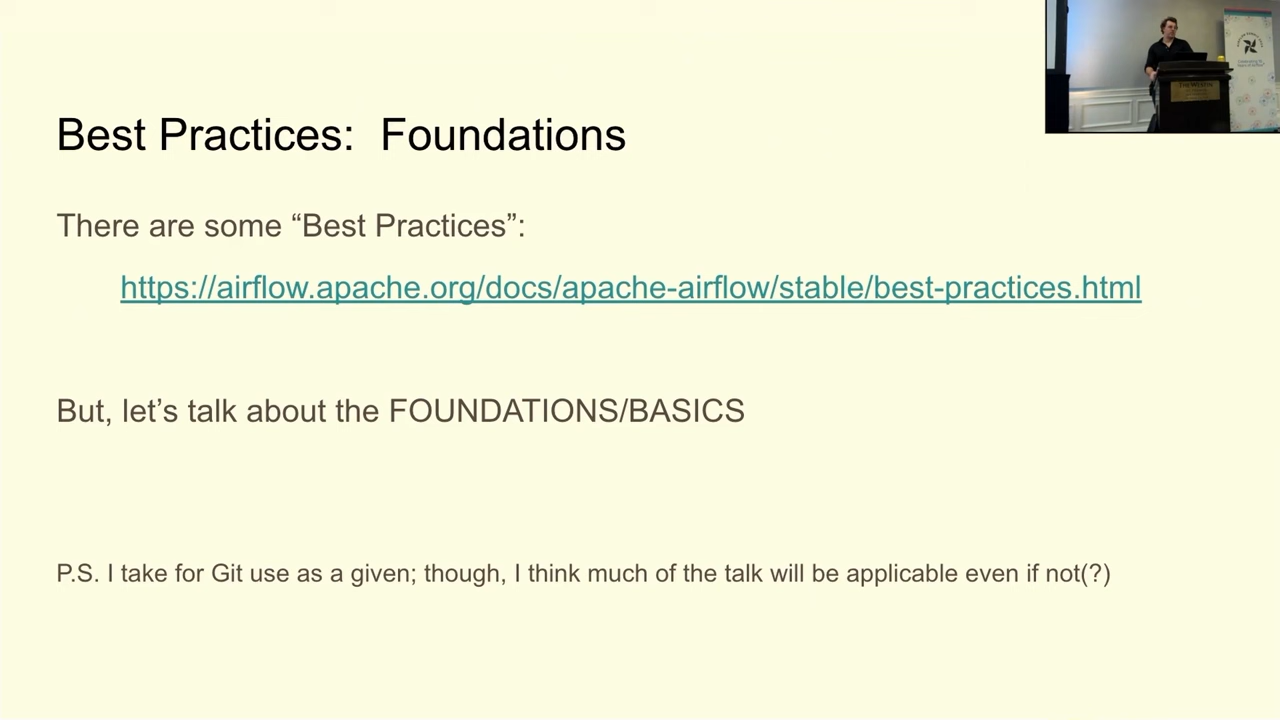 Best Practices: Foundations
There are some “Best Practices”:
https://airflow.apache.org/docs/apache-airflow/stable/best-practices.html
But, let’s talk about the FOUNDATIONS/BASICS
P.S. I take for Git use as a given; though, I think much of the talk will be applicable even if not(?)
THE WESTIN